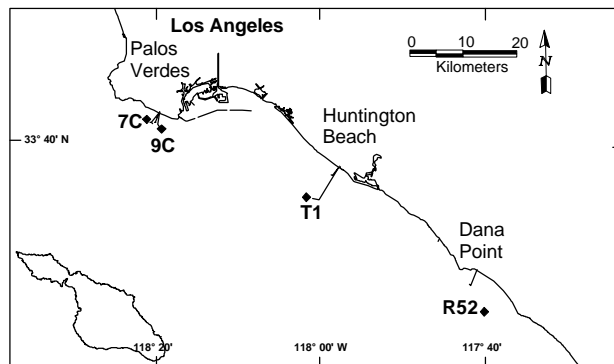 Los Angeles
Palos
Verdes
0 10 20
Kilometers
N
Huntington
Beach
7C
9C
33° 40' N
T1
Dana
Point
R52
118° 20'
118° 00' W
117° 40'